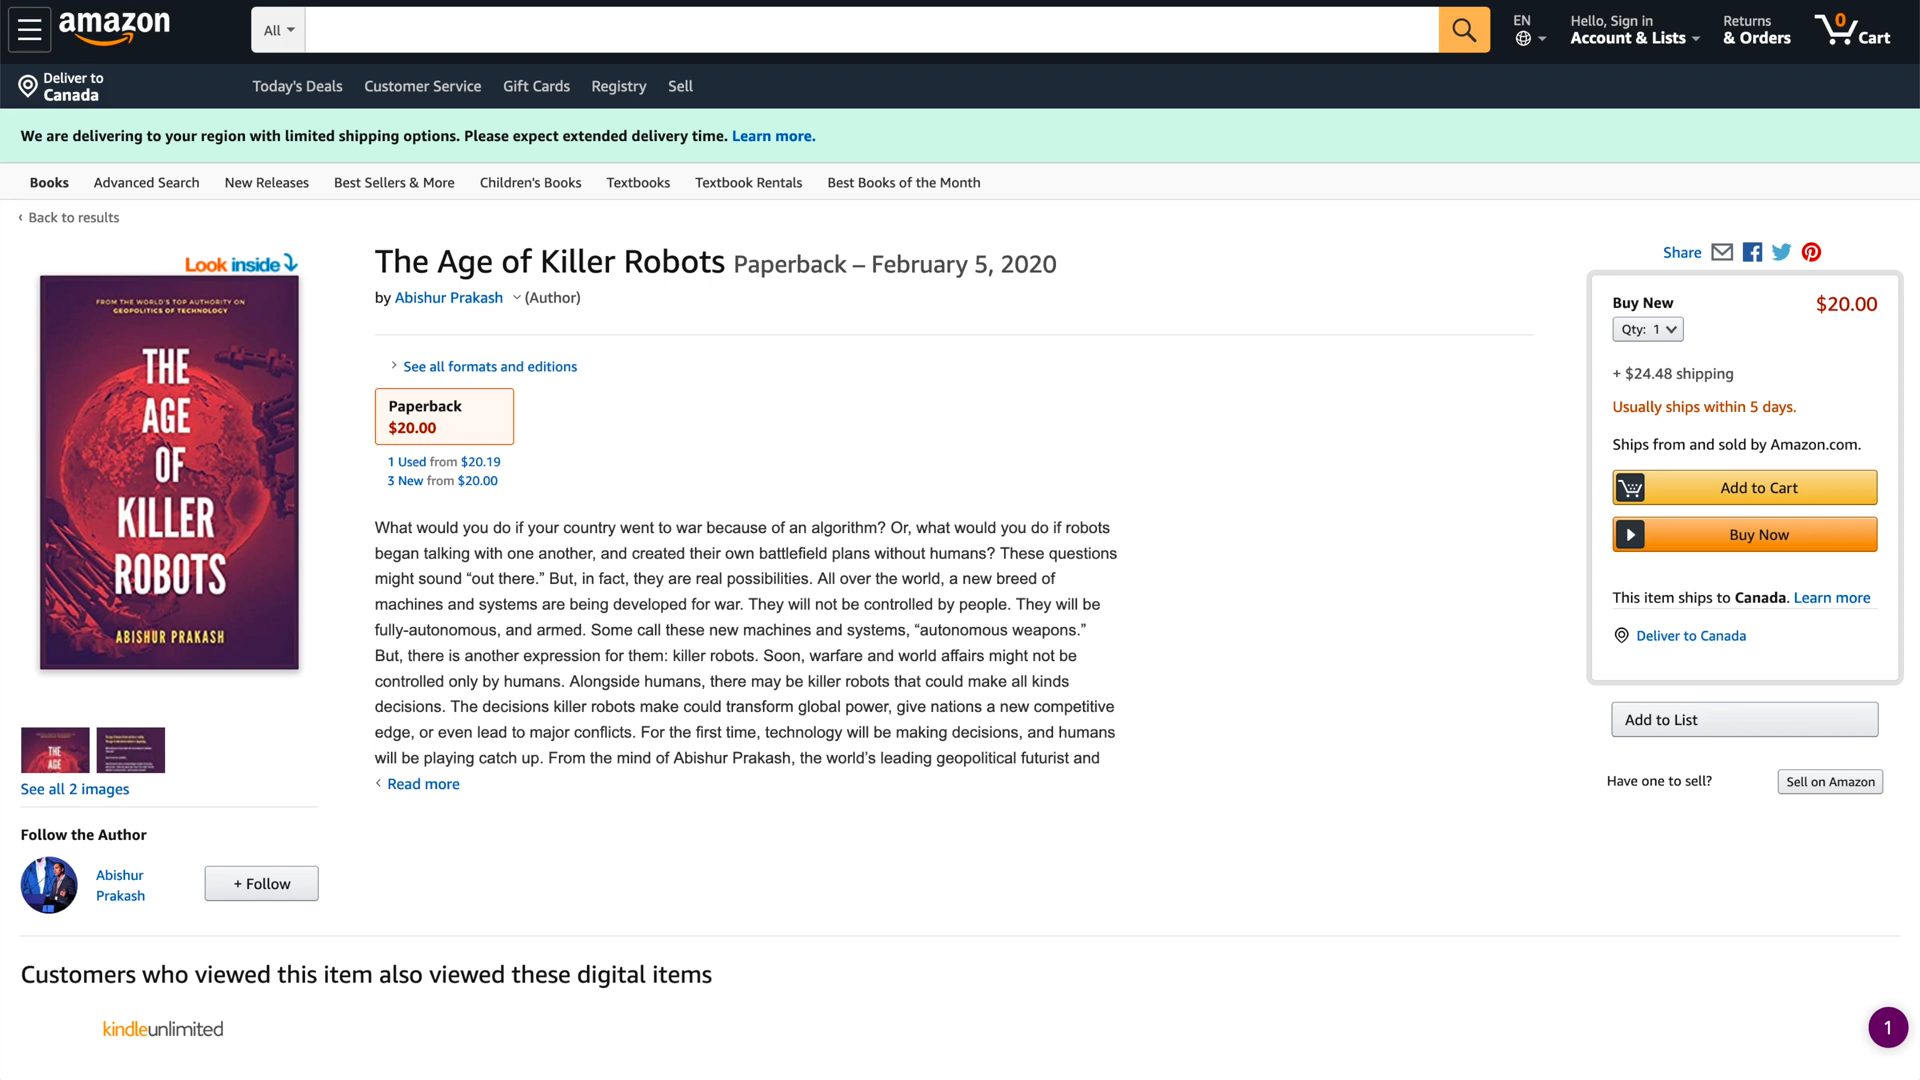 amazon
All
EN
Hello, Sign in
Account & Lists
Returns
& Orders
0
Cart
Deliver to
Canada
Today's Deals
Customer Service
Gift Cards
Registry
Sell
We are delivering to your region with limited shipping options. Please expect extended delivery time. Learn more.
Books
Advanced Search
New Releases
Best Sellers & More
Children's Books
Textbooks
Textbook Rentals
Best Books of the Month
‹ Back to results
Look inside
FROM THE WORLD'S TOP AUTHORITY ON
GEOPOLITICS OF TECHNOLOGY
THE
AGE
OF
KILLER
ROBOTS
ABISHUR PRAKASH
THE
AGE
See all 2 images
Follow the Author
Abishur
Prakash
+ Follow
The Age of Killer Robots Paperback – February 5, 2020
by Abishur Prakash (Author)
See all formats and editions
Paperback
$20.00
1 Used from $20.19
3 New from $20.00
What would you do if your country went to war because of an algorithm? Or, what would you do if robots
began talking with one another, and created their own battlefield plans without humans? These questions
might sound “out there.” But, in fact, they are real possibilities. All over the world, a new breed of
machines and systems are being developed for war. They will not be controlled by people. They will be
fully-autonomous, and armed. Some call these new machines and systems, “autonomous weapons.”
But, there is another expression for them: killer robots. Soon, warfare and world affairs might not be
controlled only by humans. Alongside humans, there may be killer robots that could make all kinds
decisions. The decisions killer robots make could transform global power, give nations a new competitive
edge, or even lead to major conflicts. For the first time, technology will be making decisions, and humans
will be playing catch up. From the mind of Abishur Prakash, the world’s leading geopolitical futurist and
Read more
Share
Buy New
$20.00
Qty: 1
+ $24.48 shipping
Usually ships within 5 days.
Ships from and sold by Amazon.com.
Add to Cart
Buy Now
This item ships to Canada. Learn more
Deliver to Canada
Add to List
Have one to sell?
Sell on Amazon
Customers who viewed this item also viewed these digital items
kindleunlimited
1